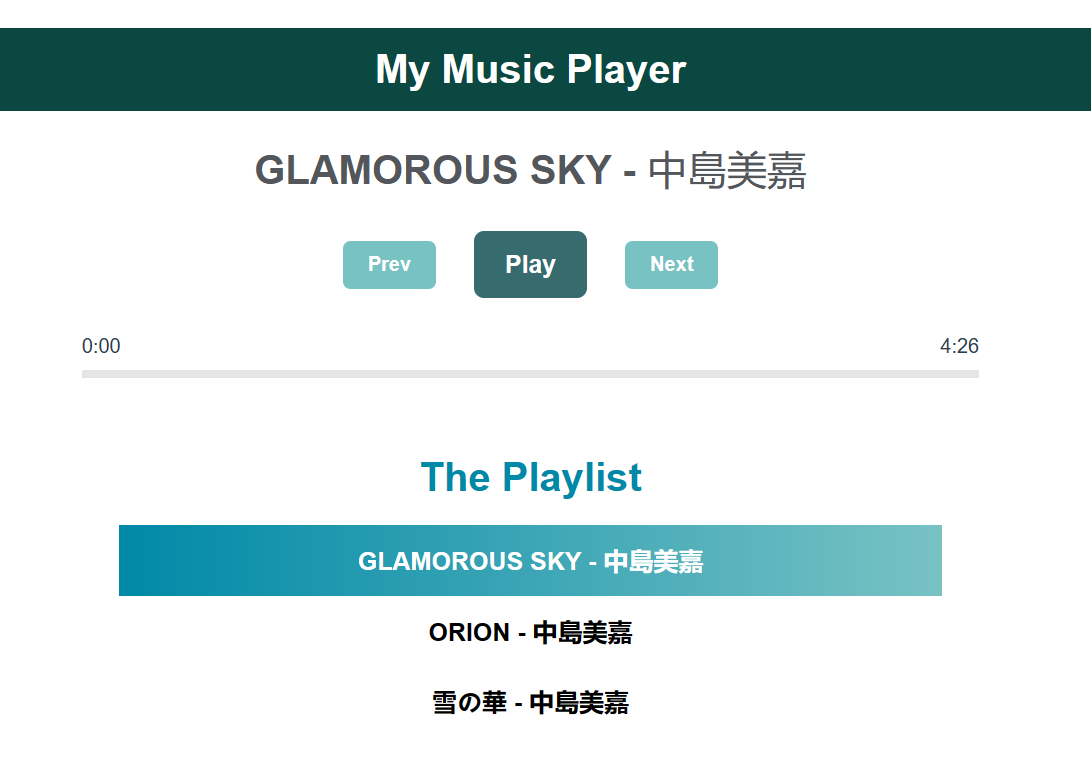 My Music Player
GLAMOROUS SKY - 中島美嘉
Prev
Play
Next
0:00
4:26
The Playlist
GLAMOROUS SKY - 中島美嘉
ORION - 中島美嘉
雪の華 - 中島美嘉